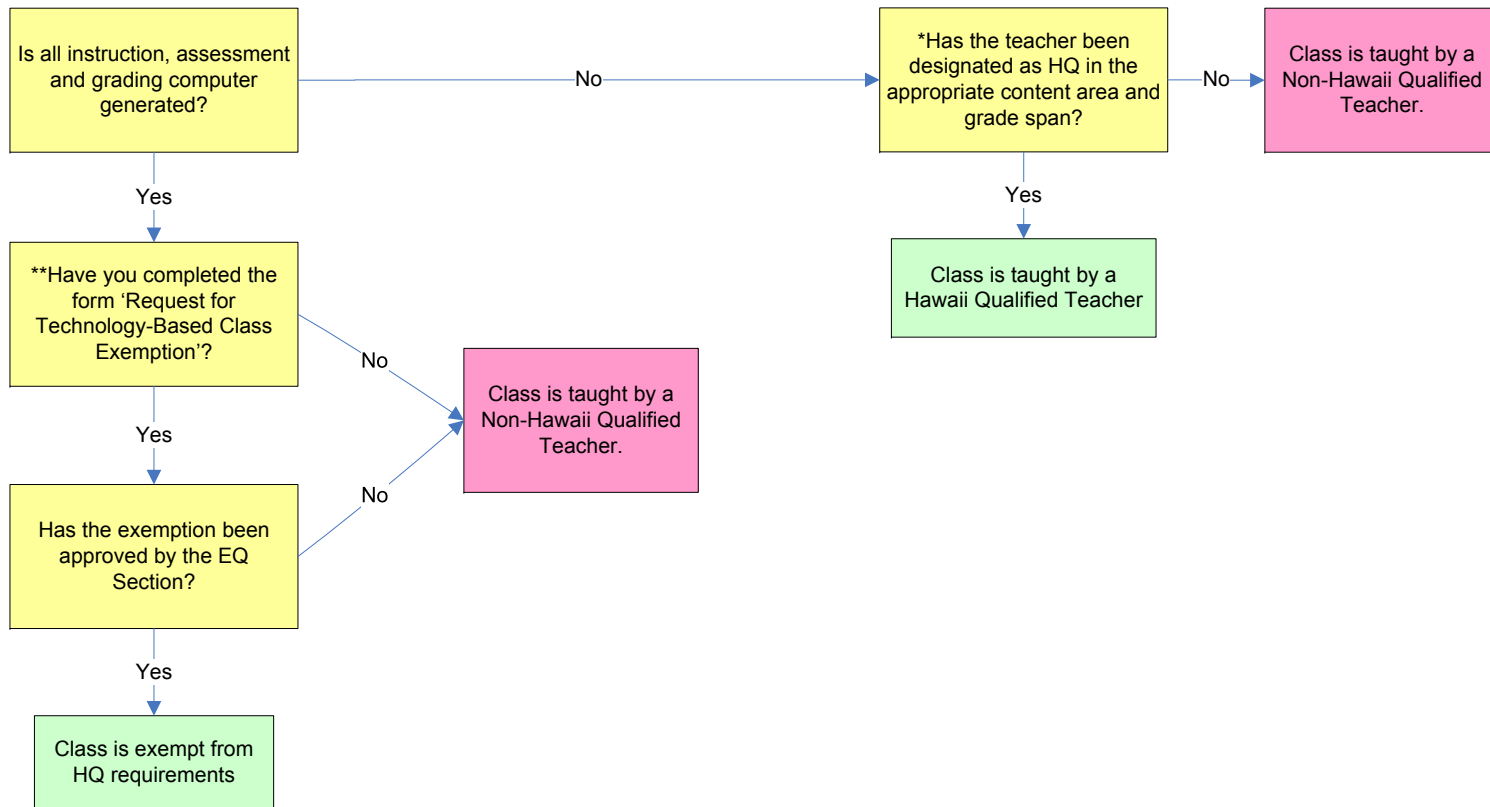 Is all instruction, assessment
and grading computer
generated?
No
*Has the teacher been
designated as HQ in the
appropriate content area and
grade span?
No
Class is taught by a
Non-Hawaii Qualified
Teacher.
Yes
Yes
**Have you completed the
form ‘Request for
Technology-Based Class
Exemption’?
Class is taught by a
Hawaii Qualified Teacher
No
Class is taught by a
Non-Hawaii Qualified
Teacher.
Yes
No
Has the exemption been
approved by the EQ
Section?
Yes
Class is exempt from
HQ requirements